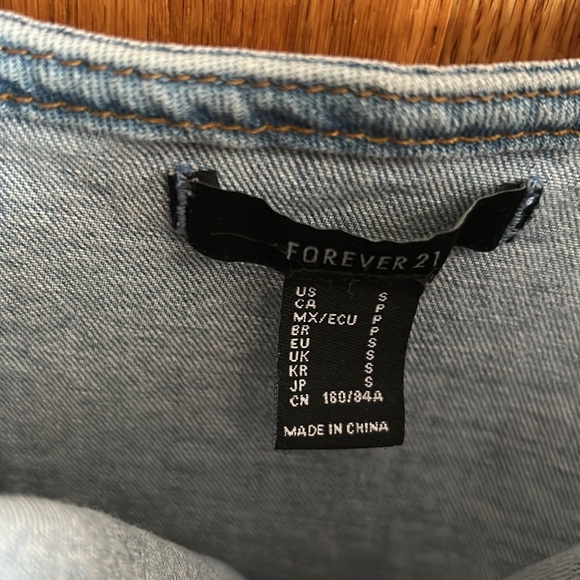 FOREVER 21
US S
CA P
MX/ECU P
BR P
EU S
UK S
KR S
JP S
CN 160/84A
MADE IN CHINA